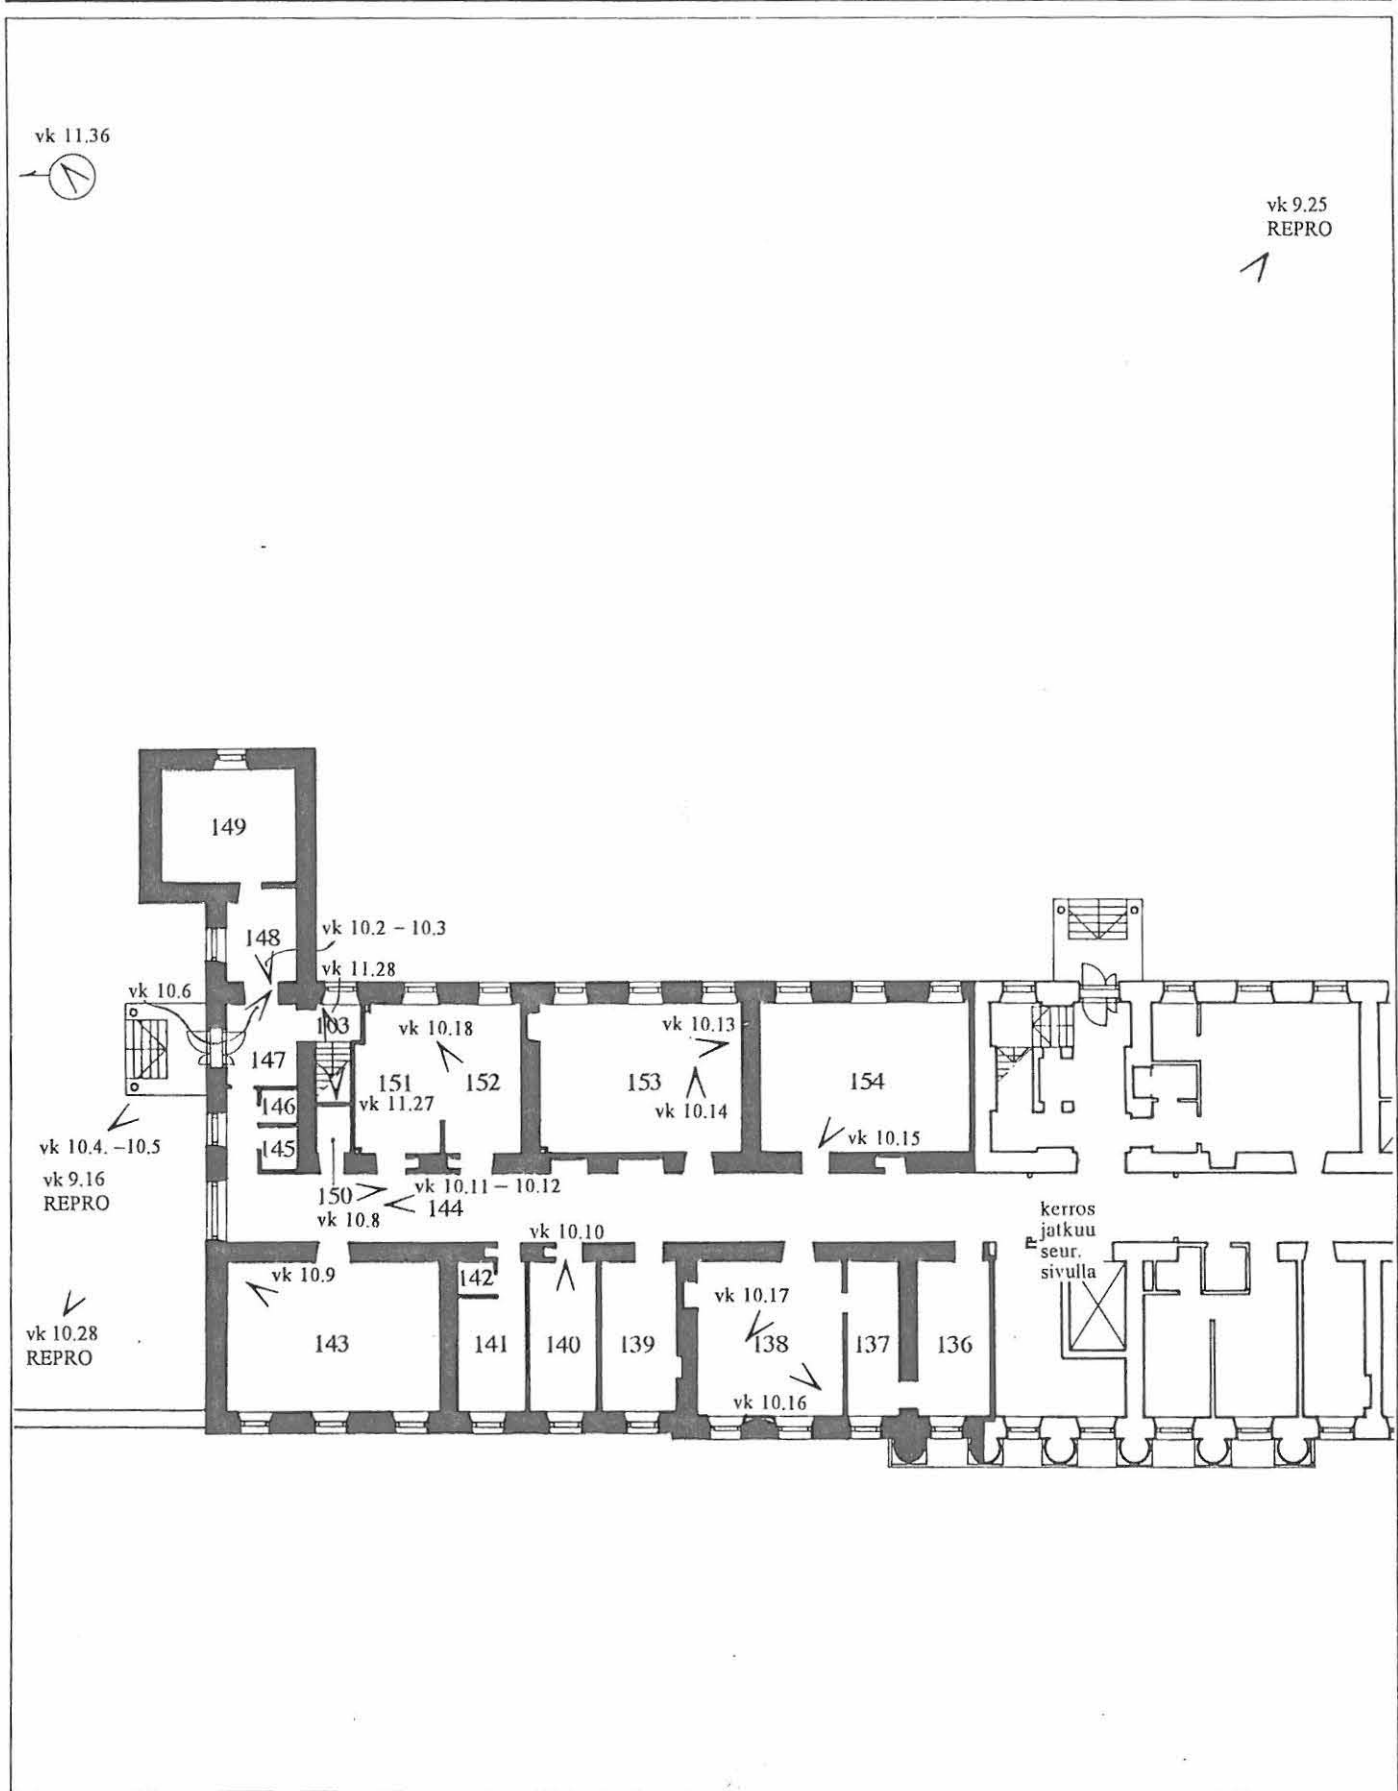 vk 11.36
vk 9.25
REPRO
149
148
vk 10.2 – 10.3
vk 11.28
vk 10.6
103
vk 10.18
vk 10.13
147
151
152
153
154
146
vk 11.27
vk 10.14
145
vk 10.15
vk 10.4. –10.5
vk 9.16
REPRO
150
vk 10.11 – 10.12
144
vk 10.8
vk 10.10
kerros
jatkuu
seur.
sivulla
vk 10.9
142
vk 10.17
vk 10.28
REPRO
143
141
140
139
138
137
136
vk 10.16